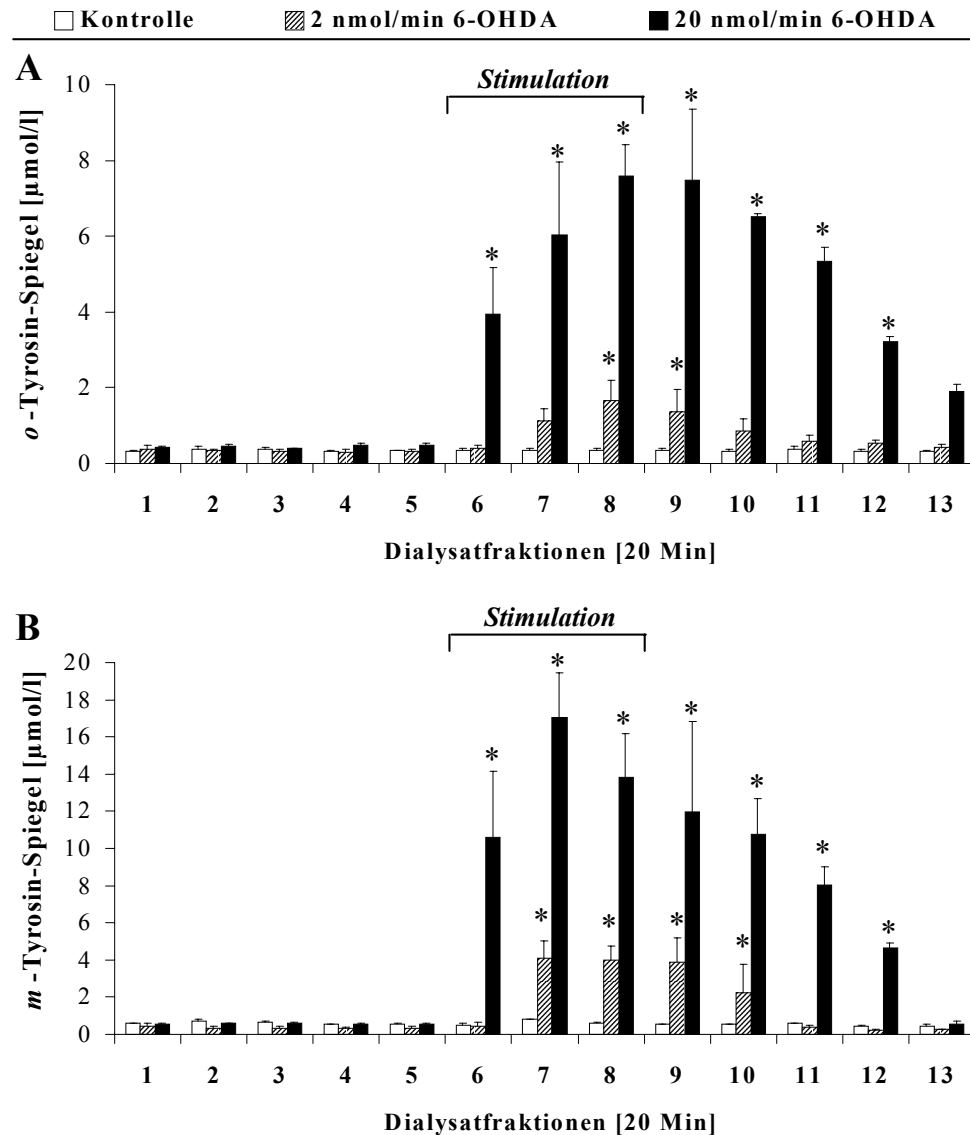 Kontrolle 2 nmol/min 6-OHDA 20 nmol/min 6-OHDA
A
Stimulation
o -Tyrosin-Spiegel [µmol/l]
10
8
6
4
2
0
* * * * * * * * *
1 2 3 4 5 6 7 8 9 10 11 12 13
Dialysatfraktionen [20 Min]
B
Stimulation
m -Tyrosin-Spiegel [µmol/l]
20
18
16
14
12
10
8
6
4
2
0
* * * * * * * * * * *
1 2 3 4 5 6 7 8 9 10 11 12 13
Dialysatfraktionen [20 Min]